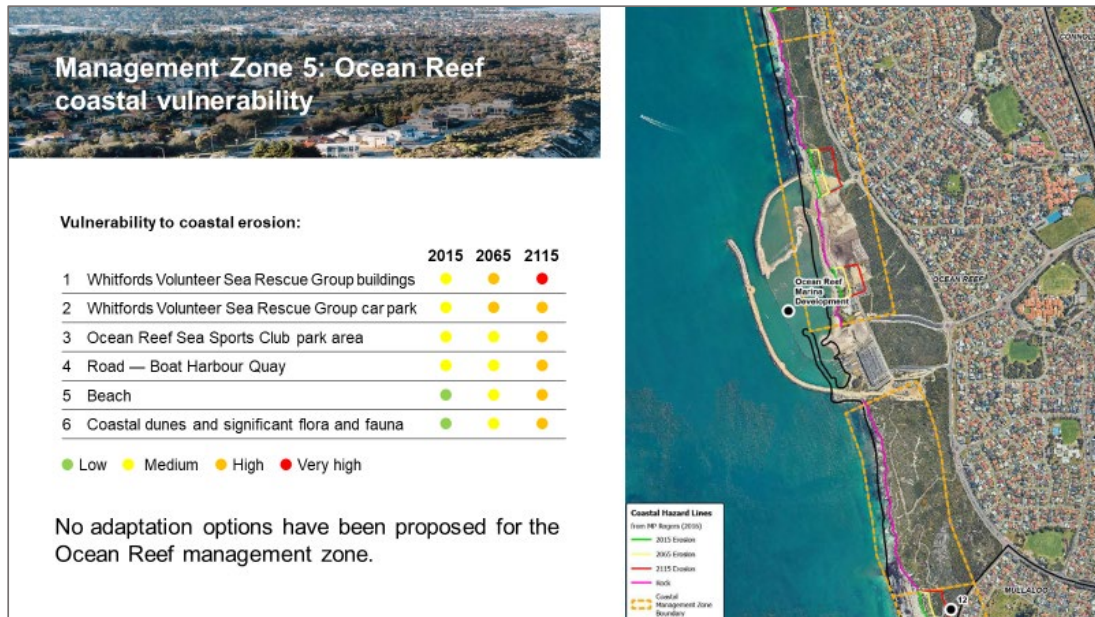 Management Zone 5: Ocean Reef
coastal vulnerability
Vulnerability to coastal erosion:
2015 2065 2115
1 Whitfords Volunteer Sea Rescue Group buildings
2 Whitfords Volunteer Sea Rescue Group car park
3 Ocean Reef Sea Sports Club park area
4 Road — Boat Harbour Quay
5 Beach
6 Coastal dunes and significant flora and fauna
Low Medium High Very high
No adaptation options have been proposed for the
Ocean Reef management zone.
OCEAN REEF
Ocean Reef
Marina
Development
MULLALOO
12
Coastal Hazard Lines
from MP Rogers (2016)
2015 Erosion
2065 Erosion
2115 Erosion
Rock
Coastal
Management Zone
Boundary